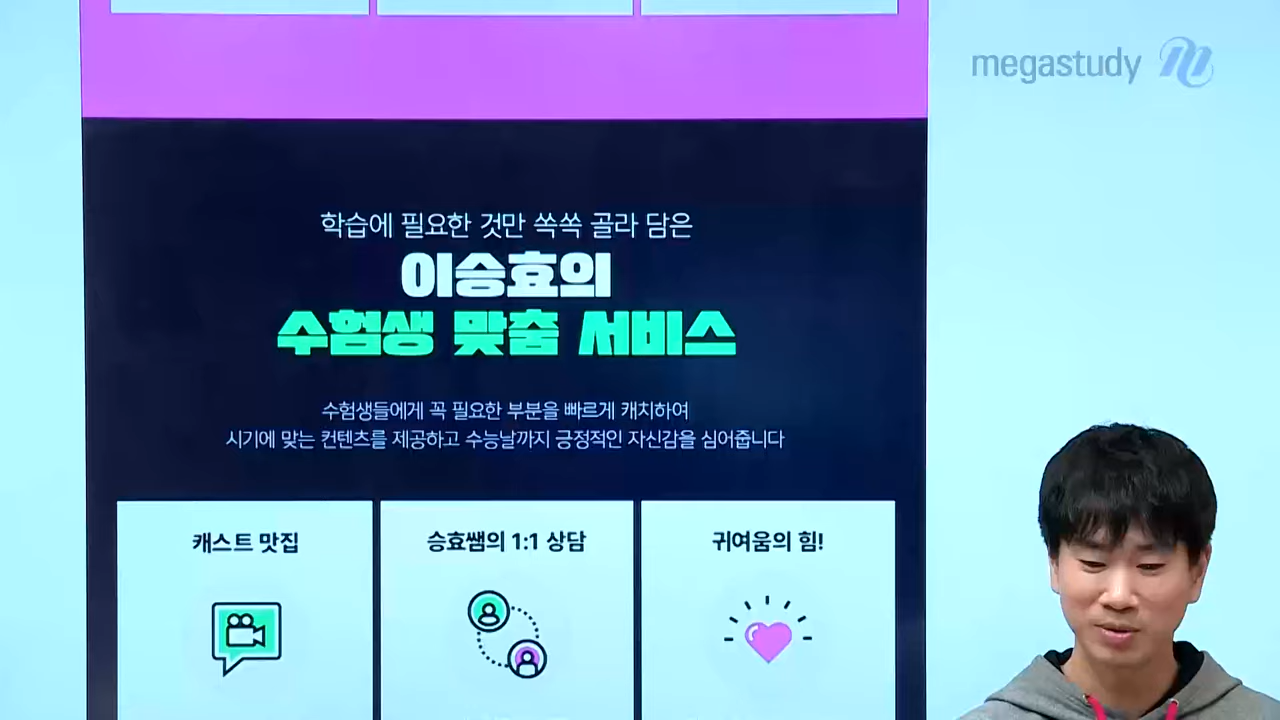 megastudy
학습에 필요한 것만 쏙쏙 골라 담은
이승효의
수험생 맞춤 서비스
수험생들에게 꼭 필요한 부분을 빠르게 캐치하여
시기에 맞는 컨텐츠를 제공하고 수능날까지 긍정적인 자신감을 심어줍니다
캐스트 맛집
승효쌤의 1:1 상담
귀여움의 힘!